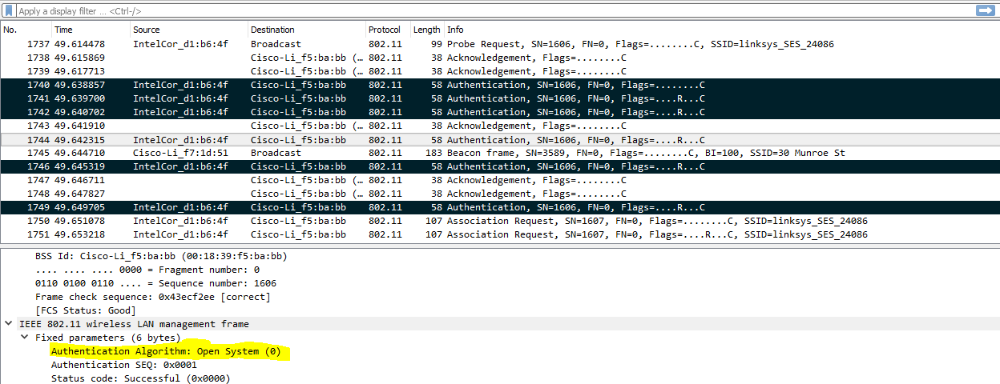 Apply a display filter ... <Ctrl-/>
No. Time Source Destination Protocol Length Info
1737 49.614478 IntelCor_d1:b6:4f Broadcast 802.11 99 Probe Request, SN=1606, FN=0, Flags=........C, SSID=linksys_SES_24086
1738 49.615869 Cisco-Li_f5:ba:bb (… 802.11 38 Acknowledgement, Flags=........C
1739 49.617713 Cisco-Li_f5:ba:bb (… 802.11 38 Acknowledgement, Flags=........C
1740 49.638857 IntelCor_d1:b6:4f Cisco-Li_f5:ba:bb 802.11 58 Authentication, SN=1606, FN=0, Flags=........C
1741 49.639700 IntelCor_d1:b6:4f Cisco-Li_f5:ba:bb 802.11 58 Authentication, SN=1606, FN=0, Flags=....R...C
1742 49.640702 IntelCor_d1:b6:4f Cisco-Li_f5:ba:bb 802.11 58 Authentication, SN=1606, FN=0, Flags=....R...C
1743 49.641910 Cisco-Li_f5:ba:bb (… 802.11 38 Acknowledgement, Flags=........C
1744 49.642315 IntelCor_d1:b6:4f Cisco-Li_f5:ba:bb 802.11 58 Authentication, SN=1606, FN=0, Flags=....R...C
1745 49.644710 Cisco-Li_f7:1d:51 Broadcast 802.11 183 Beacon frame, SN=3589, FN=0, Flags=........C, BI=100, SSID=30 Munroe St
1746 49.645319 IntelCor_d1:b6:4f Cisco-Li_f5:ba:bb 802.11 58 Authentication, SN=1606, FN=0, Flags=....R...C
1747 49.646711 Cisco-Li_f5:ba:bb (… 802.11 38 Acknowledgement, Flags=........C
1748 49.647827 Cisco-Li_f5:ba:bb (… 802.11 38 Acknowledgement, Flags=........C
1749 49.649705 IntelCor_d1:b6:4f Cisco-Li_f5:ba:bb 802.11 58 Authentication, SN=1606, FN=0, Flags=....R...C
1750 49.651078 IntelCor_d1:b6:4f Cisco-Li_f5:ba:bb 802.11 107 Association Request, SN=1607, FN=0, Flags=........C, SSID=linksys_SES_24086
1751 49.653218 IntelCor_d1:b6:4f Cisco-Li_f5:ba:bb 802.11 107 Association Request, SN=1607, FN=0, Flags=....R...C, SSID=linksys_SES_24086
BSS Id: Cisco-Li_f5:ba:bb (00:18:39:f5:ba:bb)
.... .... .... 0000 = Fragment number: 0
0110 0100 0110 .... = Sequence number: 1606
Frame check sequence: 0x43ecf2ee [correct]
[FCS Status: Good]
IEEE 802.11 wireless LAN management frame
Fixed parameters (6 bytes)
Authentication Algorithm: Open System (0)
Authentication SEQ: 0x0001
Status code: Successful (0x0000)